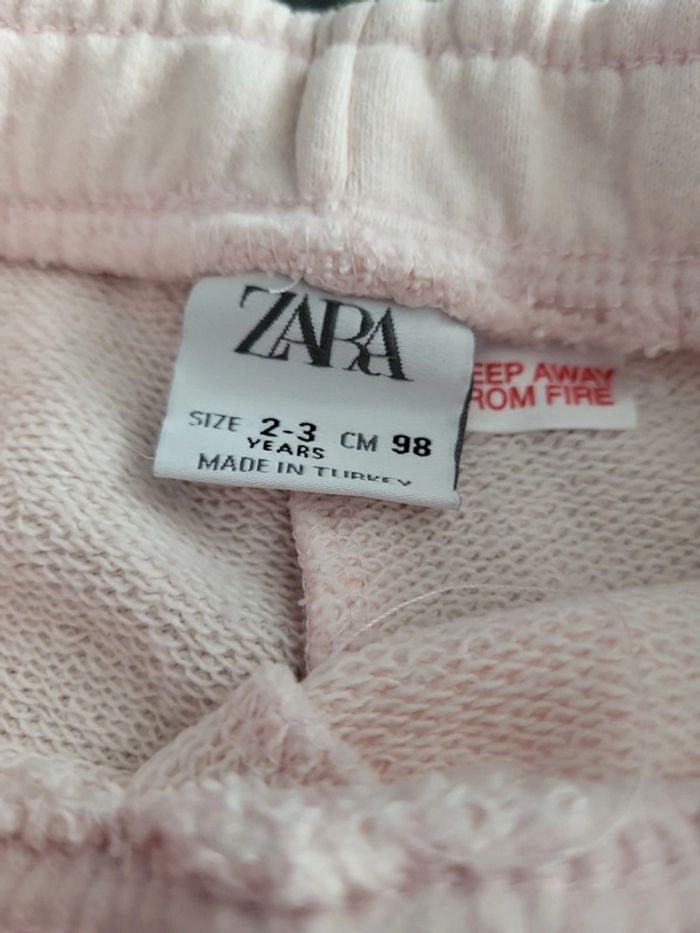 ZARA
SIZE 2-3 YEARS CM 98
MADE IN TURKEY
EEP AWAY
ROM FIRE